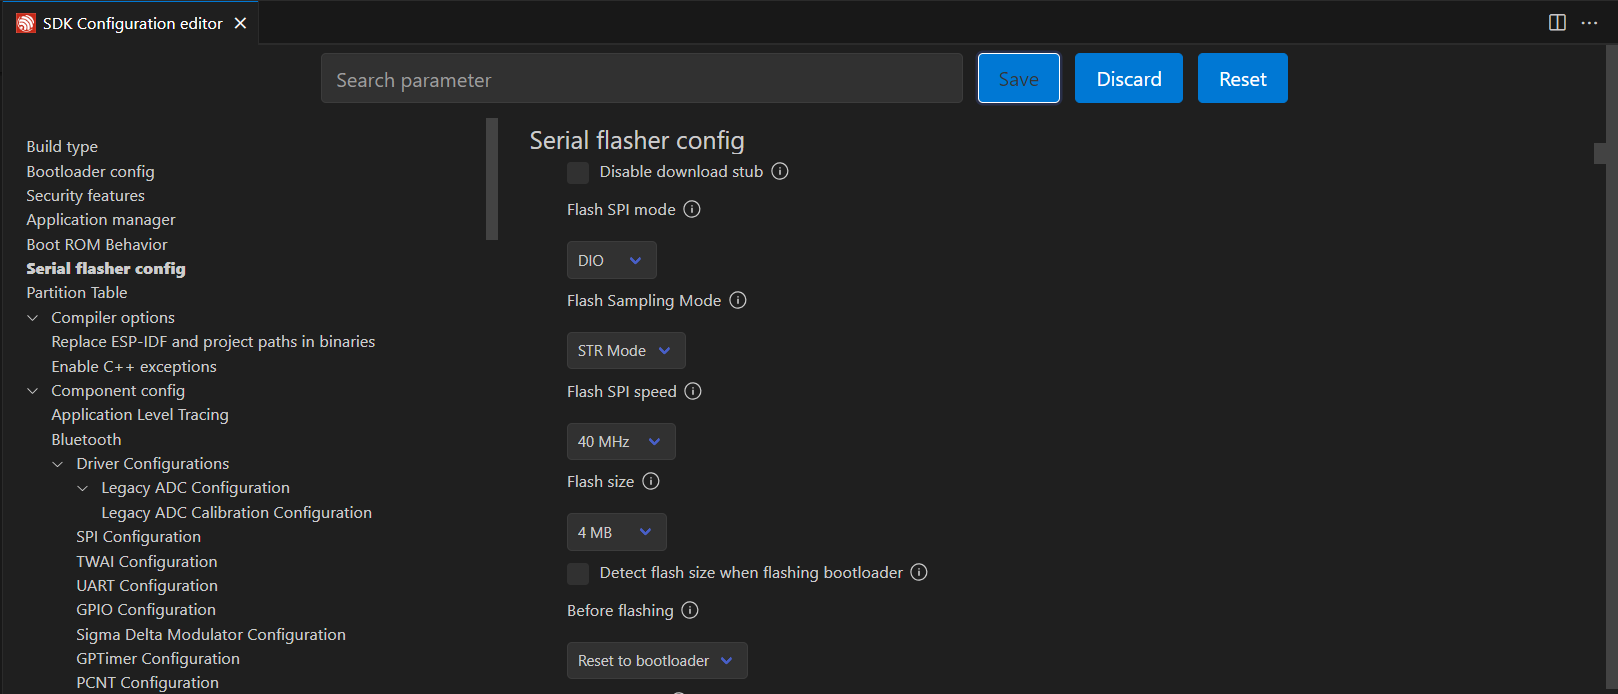 SDK Configuration editor
Search parameter
Save
Discard
Reset
Build type
Bootloader config
Security features
Application manager
Boot ROM Behavior
Serial flasher config
Partition Table
Compiler options
Replace ESP-IDF and project paths in binaries
Enable C++ exceptions
Component config
Application Level Tracing
Bluetooth
Driver Configurations
Legacy ADC Configuration
Legacy ADC Calibration Configuration
SPI Configuration
TWAI Configuration
UART Configuration
GPIO Configuration
Sigma Delta Modulator Configuration
GPTimer Configuration
PCNT Configuration
Serial flasher config
Disable download stub
Flash SPI mode
DIO
Flash Sampling Mode
STR Mode
Flash SPI speed
40 MHz
Flash size
4 MB
Detect flash size when flashing bootloader
Before flashing
Reset to bootloader